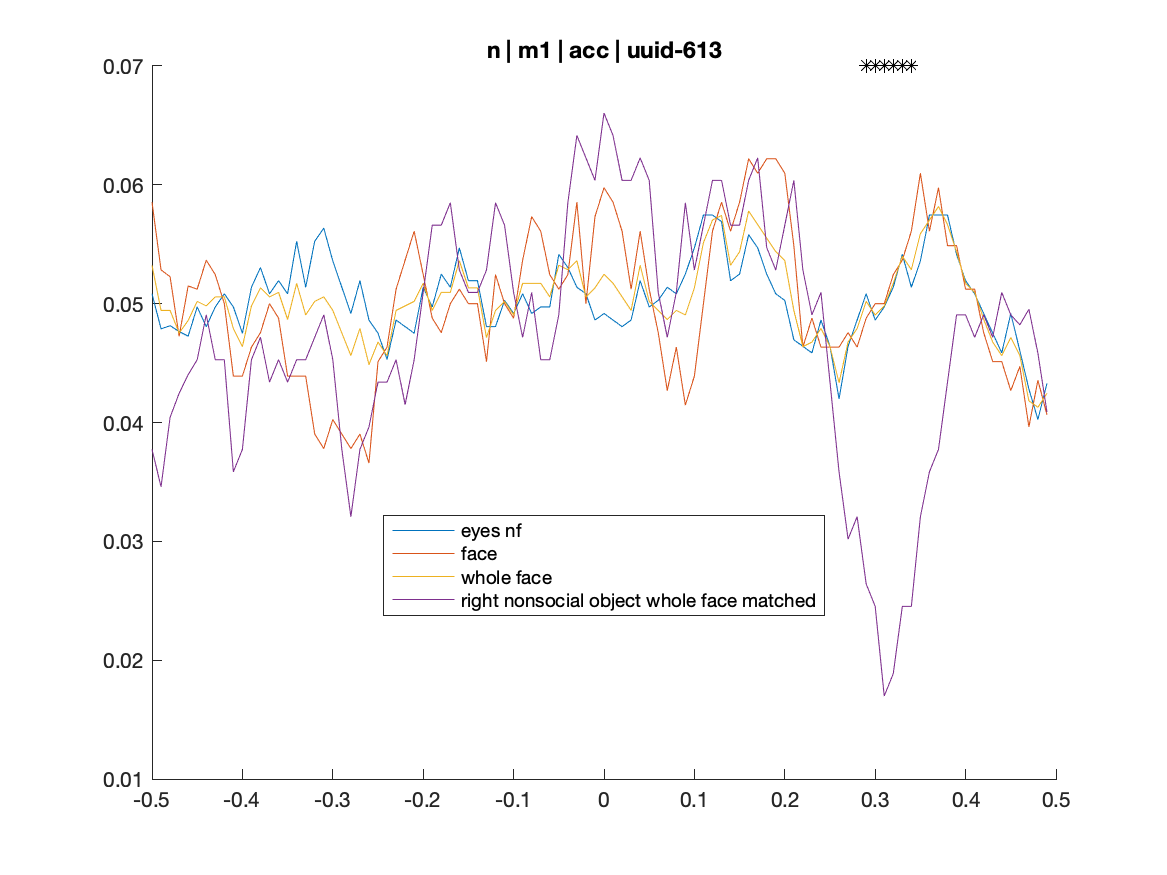 n | m1 | acc | uuid-613
0.07
0.06
0.05
0.04
0.03
0.02
0.01
eyes nf
face
whole face
right nonsocial object whole face matched
-0.5 -0.4 -0.3 -0.2 -0.1 0 0.1 0.2 0.3 0.4 0.5